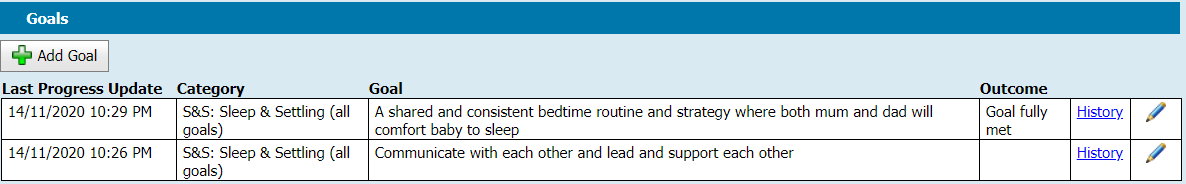 Goals
Add Goal
Last Progress Update Category Goal Outcome
14/11/2020 10:29 PM S&S: Sleep & Settling (all A shared and consistent bedtime routine and strategy where both mum and dad will Goal fully History
goals) comfort baby to sleep met
14/11/2020 10:26 PM S&S: Sleep & Settling (all Communicate with each other and lead and support each other History
goals)